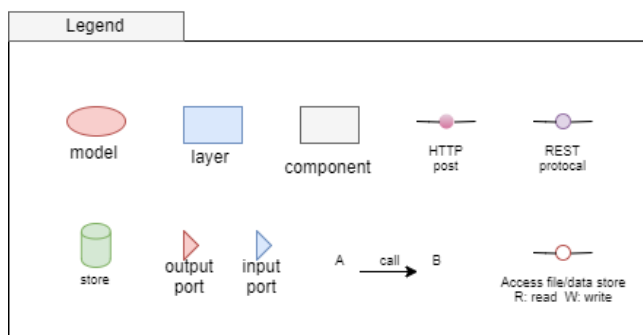 Legend
model
layer
component
HTTP
post
REST
protocal
store
output
port
input
port
A
call
B
Access file/data store
R: read W: write